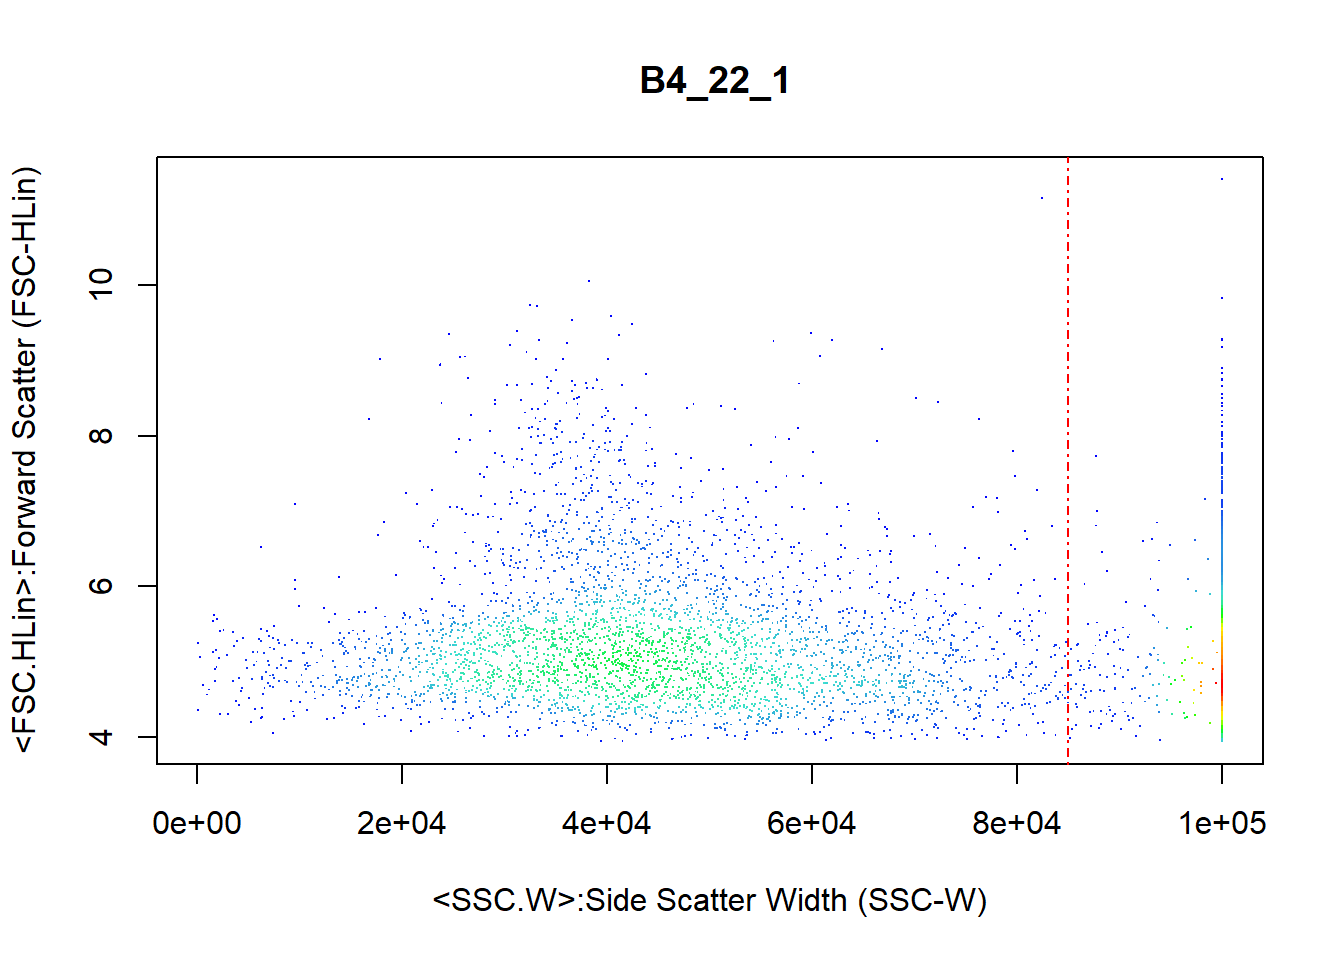 B4_22_1
<FSC.HLin>:Forward Scatter (FSC-HLin)
10
8
6
4
0e+00 2e+04 4e+04 6e+04 8e+04 1e+05
<SSC.W>:Side Scatter Width (SSC-W)